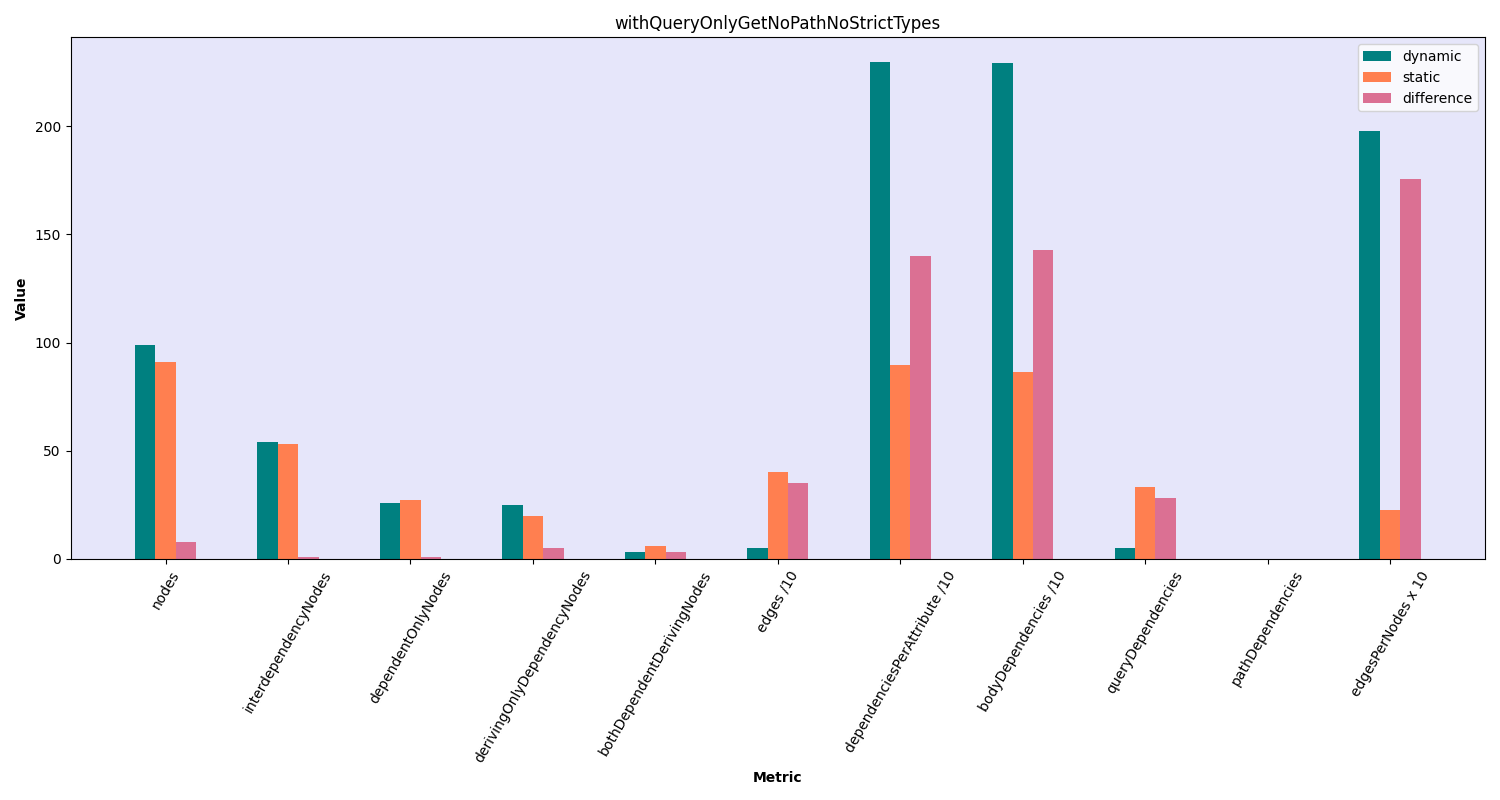 withQueryOnlyGetNoPathNoStrictTypes
dynamic
static
difference
Value
200
150
100
50
0
nodes
interdependencyNodes
dependentOnlyNodes
derivingOnlyDependencyNodes
bothDependentDerivingNodes
edges /10
dependenciesPerAttribute /10
bodyDependencies /10
queryDependencies
pathDependencies
edgesPerNodes x 10
Metric